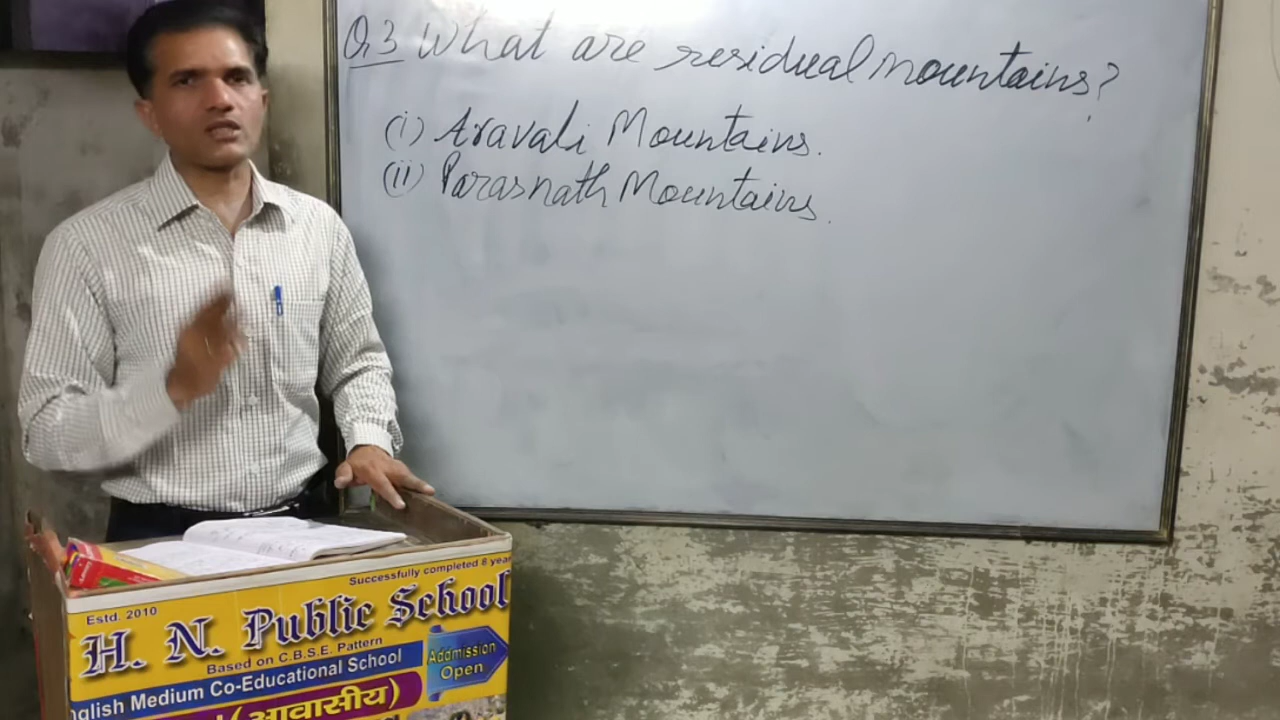 Q.3 What are residual mountains?
(i) Aravali Mountains.
(ii) Parasnath Mountains.
Successfully completed 8 year
Estd. 2010
H. N. Public School
Based on C.B.S.E. Pattern
nglish Medium Co-Educational School
Addmission
Open
(आवासीय)